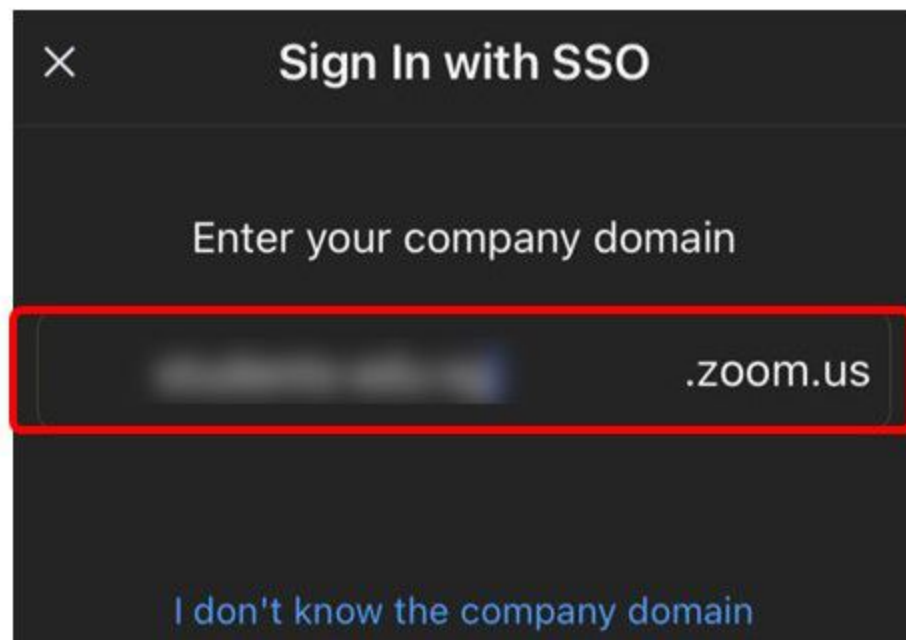 Sign In with SSO
Enter your company domain
.zoom.us
I don't know the company domain